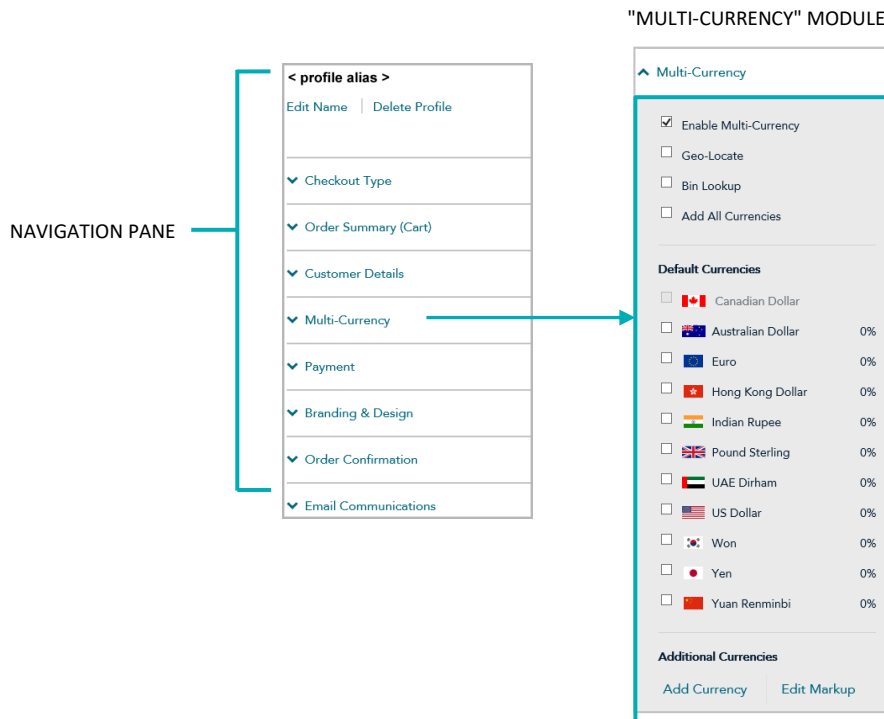 "MULTI-CURRENCY" MODULE
NAVIGATION PANE
< profile alias >
Edit Name | Delete Profile
Checkout Type
Order Summary (Cart)
Customer Details
Multi-Currency
Payment
Branding & Design
Order Confirmation
Email Communications
Multi-Currency
Enable Multi-Currency
Geo-Locate
Bin Lookup
Add All Currencies
Default Currencies
Canadian Dollar
Australian Dollar 0%
Euro 0%
Hong Kong Dollar 0%
Indian Rupee 0%
Pound Sterling 0%
UAE Dirham 0%
US Dollar 0%
Won 0%
Yen 0%
Yuan Renminbi 0%
Additional Currencies
Add Currency | Edit Markup